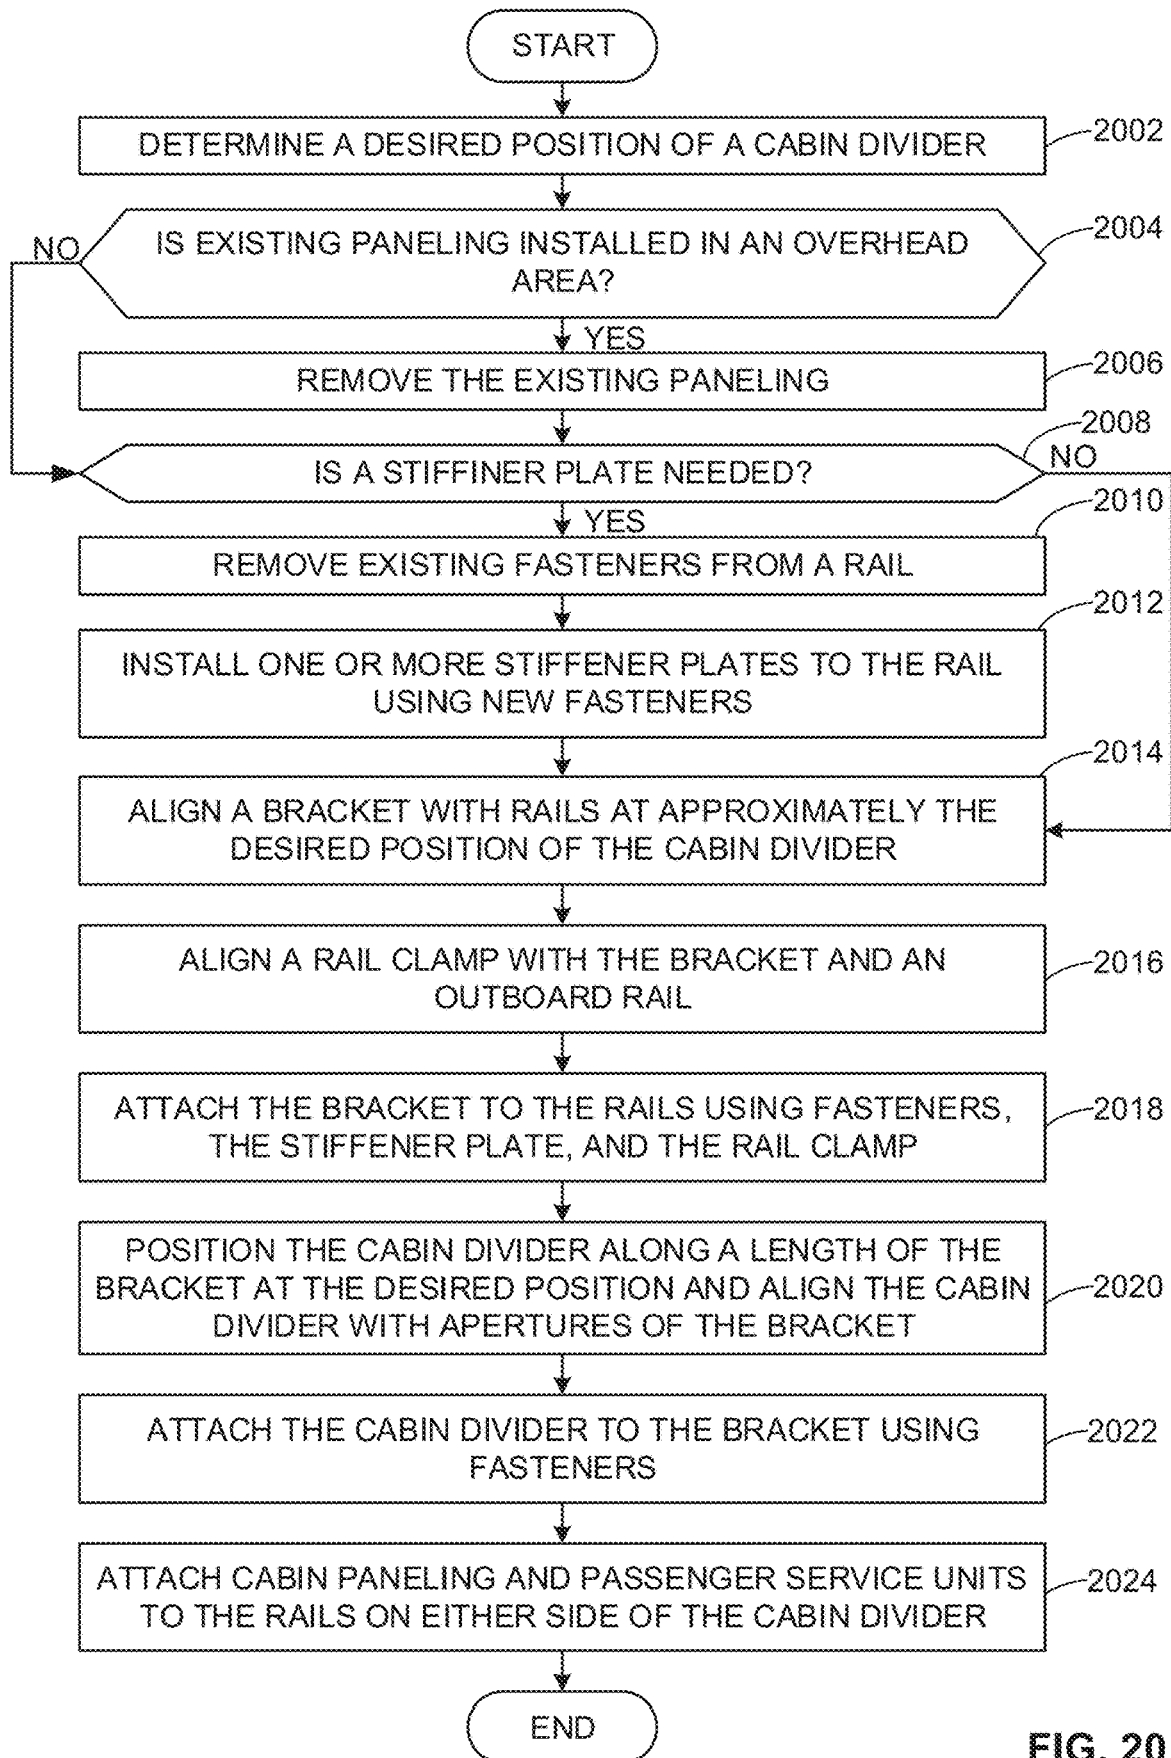 START
DETERMINE A DESIRED POSITION OF A CABIN DIVIDER
2002
IS EXISTING PANELING INSTALLED IN AN OVERHEAD
AREA?
2004
NO
YES
REMOVE THE EXISTING PANELING
2006
IS A STIFFINER PLATE NEEDED?
2008
NO
YES
REMOVE EXISTING FASTENERS FROM A RAIL
2010
INSTALL ONE OR MORE STIFFENER PLATES TO THE RAIL
USING NEW FASTENERS
2012
ALIGN A BRACKET WITH RAILS AT APPROXIMATELY THE
DESIRED POSITION OF THE CABIN DIVIDER
2014
ALIGN A RAIL CLAMP WITH THE BRACKET AND AN
OUTBOARD RAIL
2016
ATTACH THE BRACKET TO THE RAILS USING FASTENERS,
THE STIFFENER PLATE, AND THE RAIL CLAMP
2018
POSITION THE CABIN DIVIDER ALONG A LENGTH OF THE
BRACKET AT THE DESIRED POSITION AND ALIGN THE CABIN
DIVIDER WITH APERTURES OF THE BRACKET
2020
ATTACH THE CABIN DIVIDER TO THE BRACKET USING
FASTENERS
2022
ATTACH CABIN PANELING AND PASSENGER SERVICE UNITS
TO THE RAILS ON EITHER SIDE OF THE CABIN DIVIDER
2024
END
FIG. 20